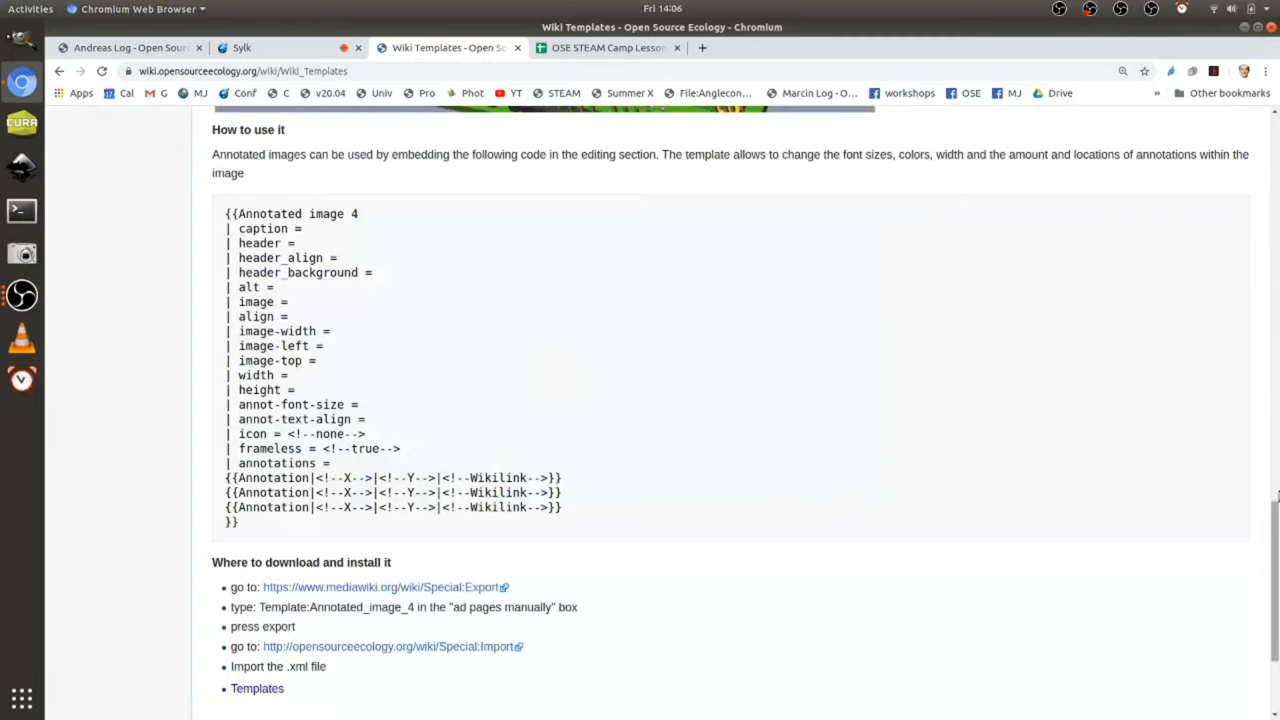 Activities
Chromium Web Browser
Fri 14:06
Wiki Templates - Open Source Ecology - Chromium
Andreas Log - Open Sour
Sylk
Wiki Templates - Open So
OSE STEAM Camp Lesson
wiki.opensourceecology.org/wiki/Wiki_Templates
Apps Cal G MJ Conf C v20.04 Univ Pro Phot YT STEAM Summer X File:Anglecon... Marcin Log - O... workshops OSE MJ Drive » Other bookmarks
How to use it
Annotated images can be used by embedding the following code in the editing section. The template allows to change the font sizes, colors, width and the amount and locations of annotations within the
image
{{Annotated image 4
| caption =
| header =
| header_align =
| header_background =
| alt =
| image =
| align =
| image-width =
| image-left =
| image-top =
| width =
| height =
| annot-font-size =
| annot-text-align =
| icon = <!--none-->
| frameless = <!--true-->
| annotations =
{{Annotation|<!--X-->|<!--Y-->|<!--Wikilink-->}}
{{Annotation|<!--X-->|<!--Y-->|<!--Wikilink-->}}
{{Annotation|<!--X-->|<!--Y-->|<!--Wikilink-->}}
}}
Where to download and install it
go to: https://www.mediawiki.org/wiki/Special:Export
type: Template:Annotated_image_4 in the "ad pages manually" box
press export
go to: http://opensourceecology.org/wiki/Special:Import
Import the .xml file
Templates
CURA